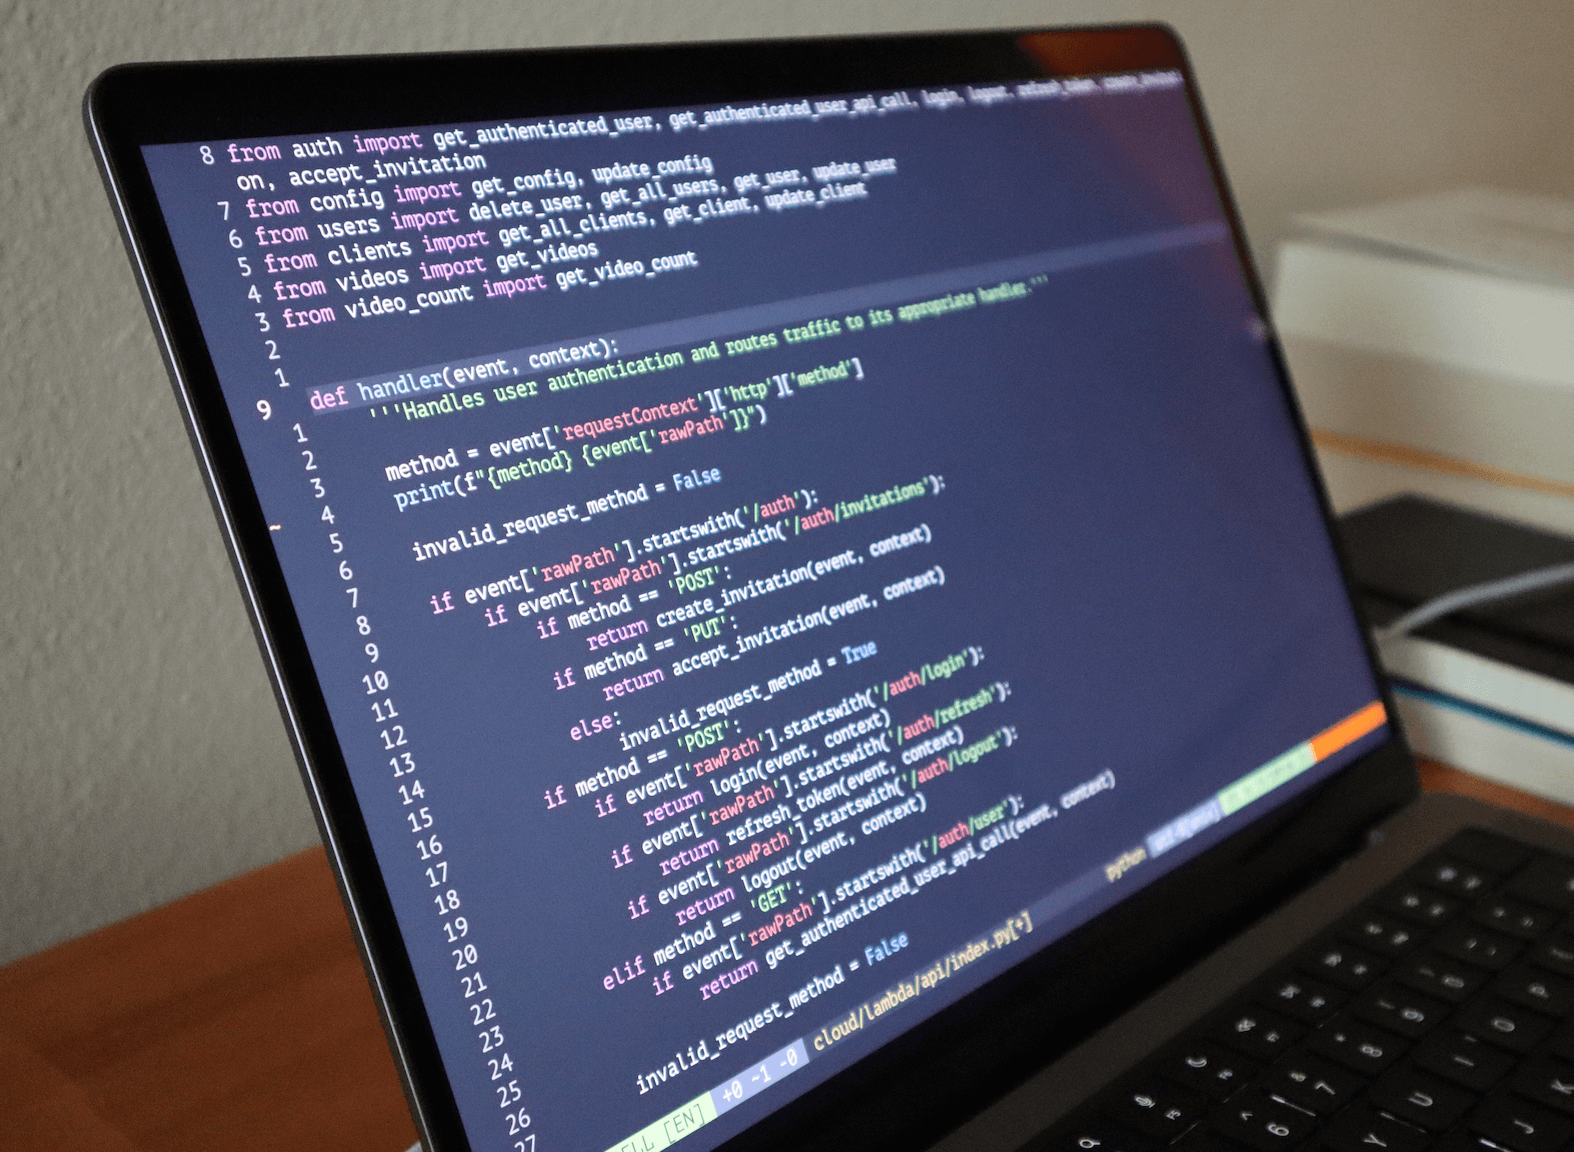 8 from auth import get_authenticated_user, get_authenticated_user_api_call, login, logout, refresh_token,
on, accept_invitation
7 from config import get_config, update_config
6 from users import delete_user, get_all_users, get_user, update_user
5 from clients import get_all_clients, get_client, update_client
4 from videos import get_videos
3 from video_count import get_video_count
2
1
9 def handler(event, context):
1 '''Handles user authentication and routes traffic to its appropriate handler.'''
2 method = event['requestContext']['http']['method']
3 print(f"{method} {event['rawPath']}")
4
~ 5 invalid_request_method = False
6
7 if event['rawPath'].startswith('/auth'):
8 if event['rawPath'].startswith('/auth/invitations'):
9 if method == 'POST':
10 return create_invitation(event, context)
11 if method == 'PUT':
12 return accept_invitation(event, context)
13 else:
14 invalid_request_method = True
15 if method == 'POST':
16 if event['rawPath'].startswith('/auth/login'):
17 return login(event, context)
18 if event['rawPath'].startswith('/auth/refresh'):
19 return refresh_token(event, context)
20 if event['rawPath'].startswith('/auth/logout'):
21 return logout(event, context)
22 elif method == 'GET':
23 if event['rawPath'].startswith('/auth/user'):
24 return get_authenticated_user_api_call(event, context)
25
26 invalid_request_method = False
27
ELL [EN] +0 ~1 -0 cloud/lambda/api/index.py[+] python